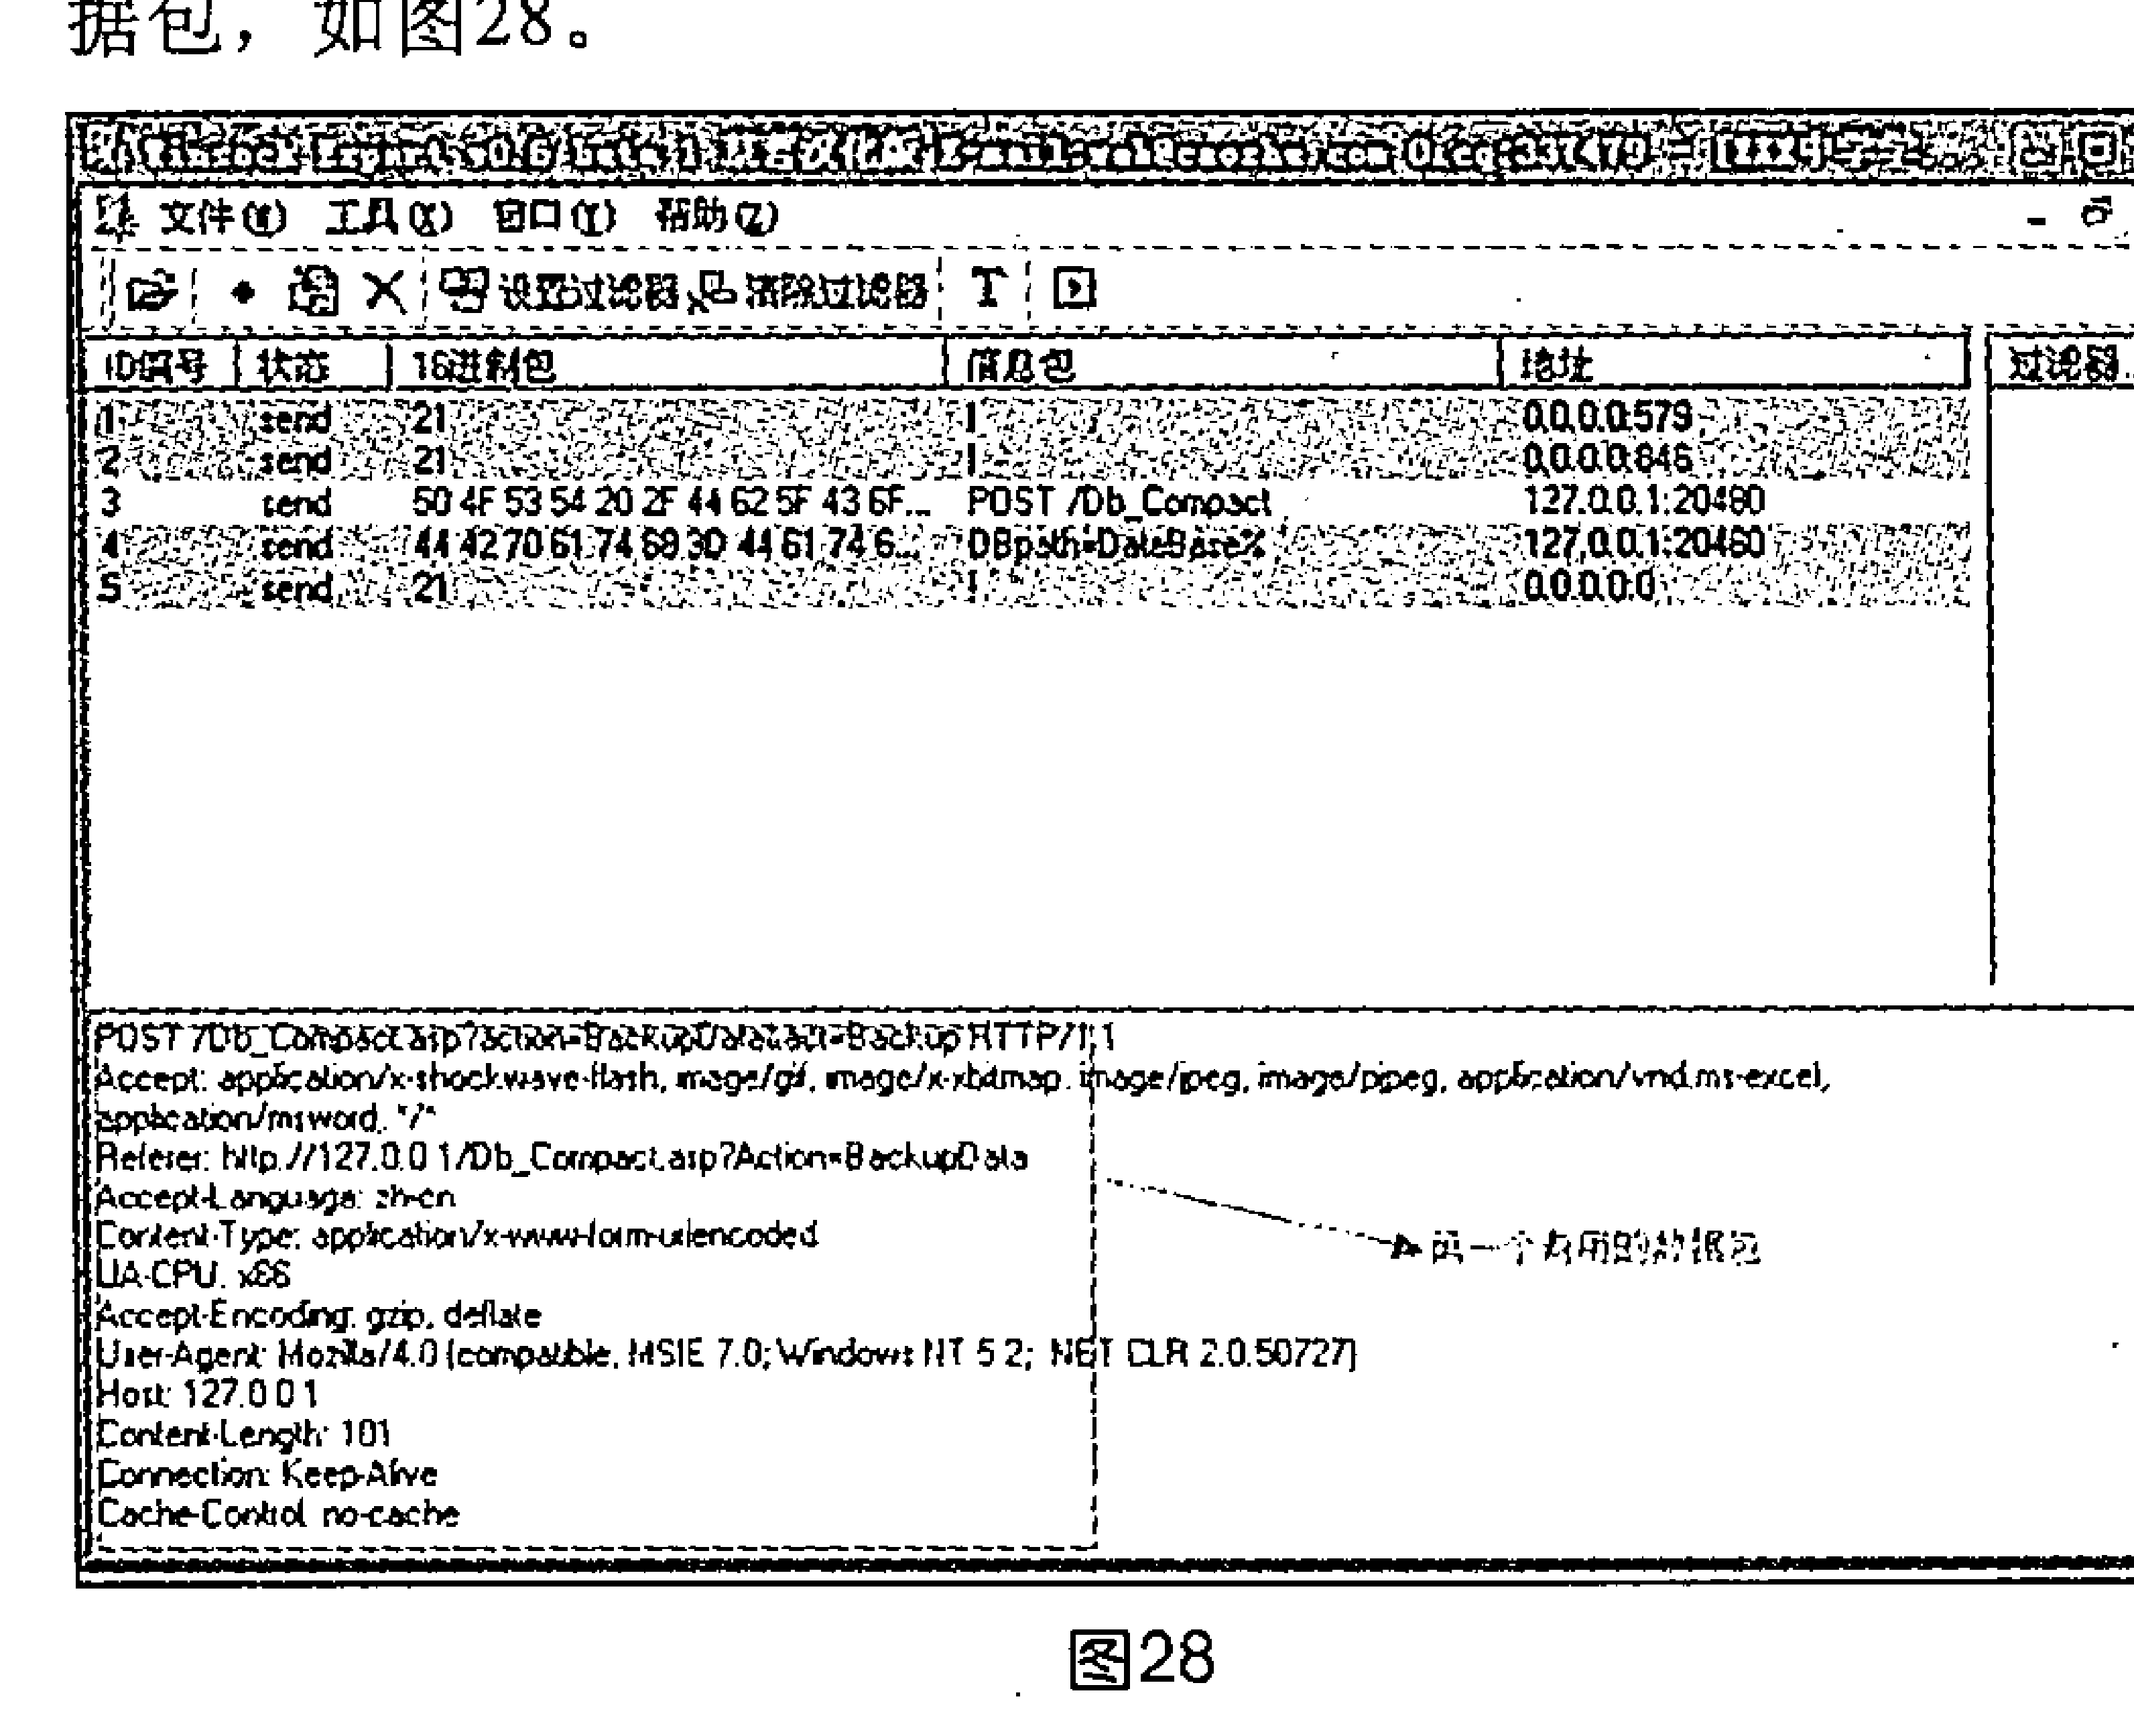 据包，如图28。
文件(W) 工具(X) 窗口(Y) 帮助(Z)
设置过滤器 清除过滤器 T
ID编号 状态 16进制包 信息包 地址 过滤器
1 send 21 ! 0.0.0.0:579
2 send 21 ! 0.0.0.0:846
3 send 50 4F 53 54 20 2F 44 62 5F 43 6F... POST /Db_Compact 127.0.0.1:20480
4 send 44 42 70 61 74 68 3D 44 61 74 6... DBpath=DateBase% 127.0.0.1:20480
5 send 21 ! 0.0.0.0:0
POST /Db_Compact.asp?action=BackupData&act=Backup HTTP/1.1
Accept: application/x-shockwave-flash, image/gif, image/x-xbitmap, image/jpeg, image/pjpeg, application/vnd.ms-excel,
application/msword, */*
Referer: http://127.0.0.1/Db_Compact.asp?Action=BackupData
Accept-Language: zh-cn
Content-Type: application/x-www-form-urlencoded
UA-CPU: x86
Accept-Encoding: gzip, deflate
一个有用的数据包
User-Agent: Mozilla/4.0 (compatible; MSIE 7.0; Windows NT 5.2; .NET CLR 2.0.50727)
Host: 127.0.0.1
Content-Length: 101
Connection: Keep-Alive
Cache-Control: no-cache
图28